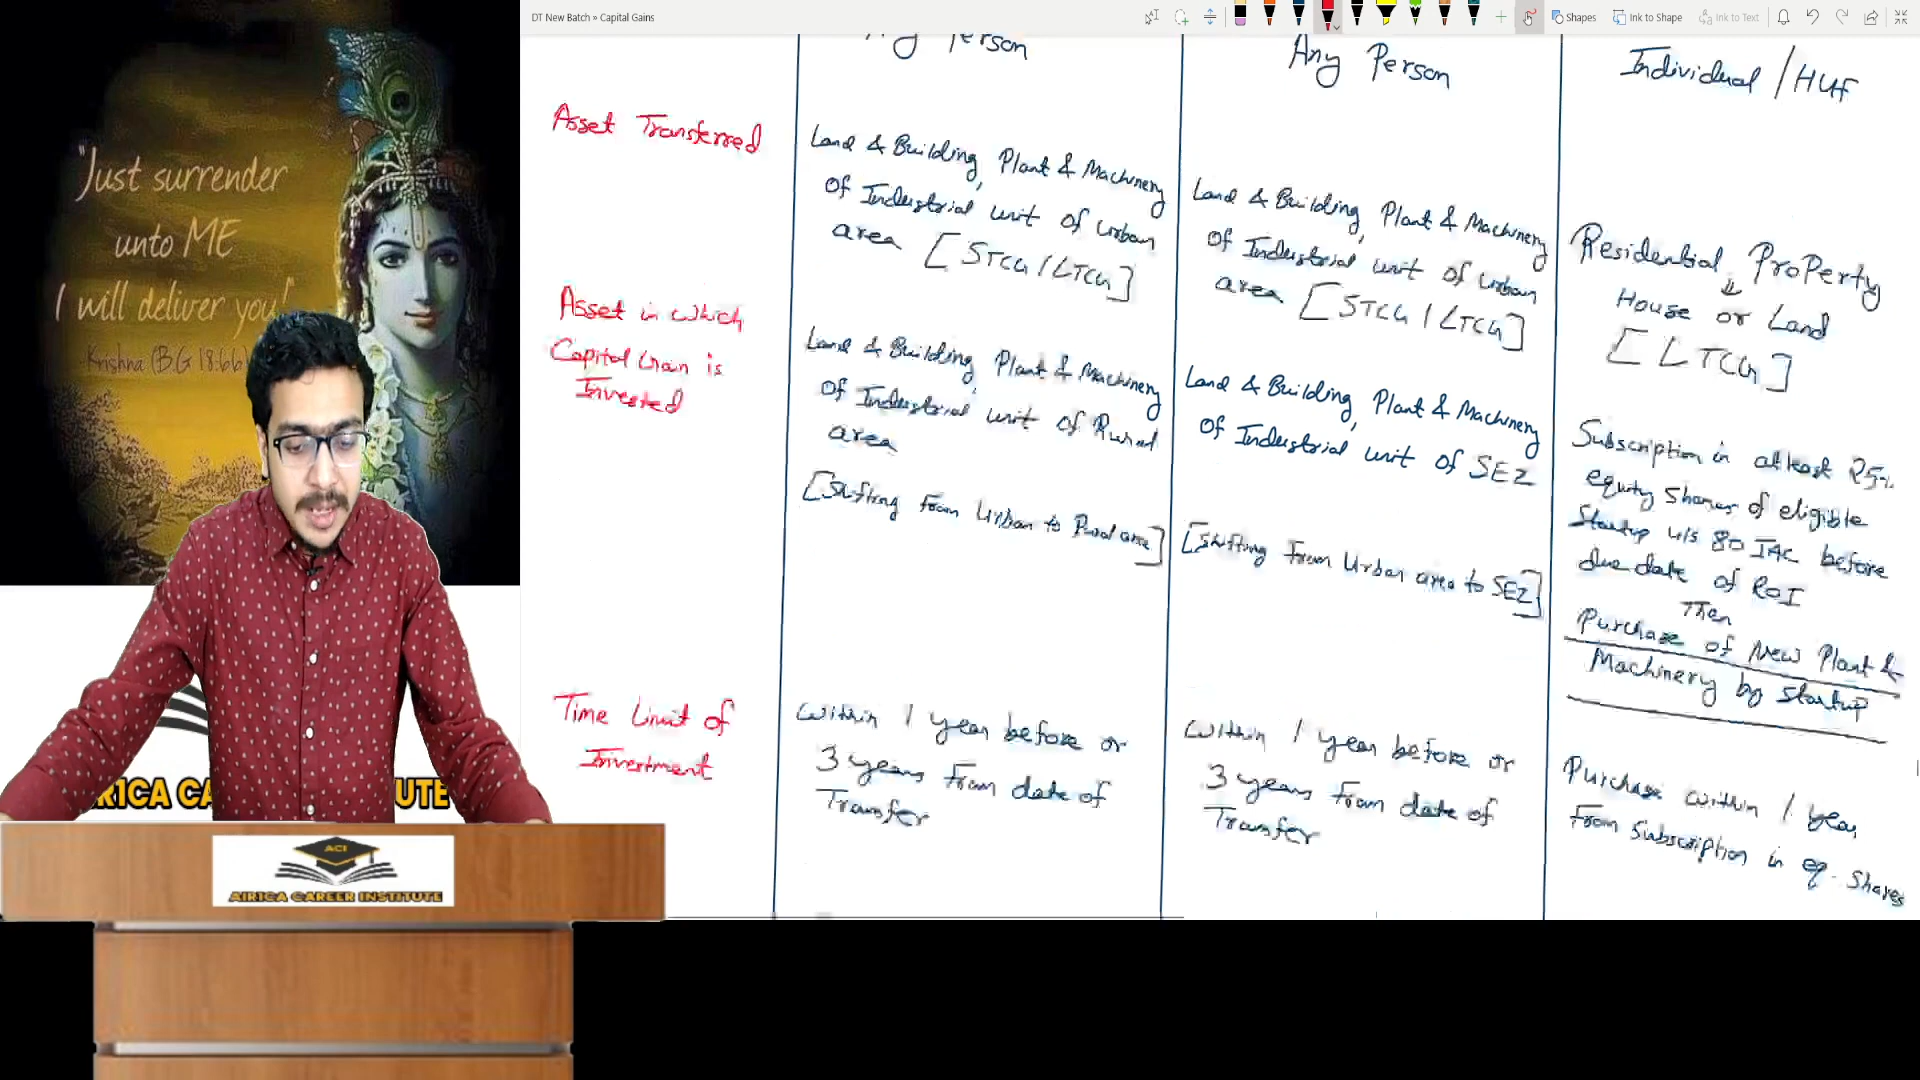 DT New Batch » Capital Gains
Shapes
Ink to Shape
Ink to Text
"Just surrender
unto ME
I will deliver you!"
Krishna (B.G 18.66)
ACI
AIRICA CAREER INSTITUTE
Person
Any Person
Individual / HUF
Asset Transferred
Land & Building, Plant & Machinery
of Industrial unit of urban
area [STCG / LTCG]
Land & Building, Plant & Machinery
of Industrial unit of urban
area [STCG / LTCG]
Residential Property
House or Land
[LTCG]
Asset in which
Capital Gain is
Invested
Land & Building, Plant & Machinery
of Industrial unit of Rural
area
[Shifting from Urban to Rural area]
Land & Building, Plant & Machinery
of Industrial unit of SEZ
[Shifting from Urban area to SEZ]
Subscription in atleast 25%
equity shares of eligible
Startup u/s 80 IAC before
due date of ROI
Then
Purchase of New Plant &
Machinery by startup
Time Limit of
Investment
Within 1 year before or
3 years from date of
Transfer
Within 1 year before or
3 years from date of
Transfer
Purchase within 1 year
from subscription in eq. shares